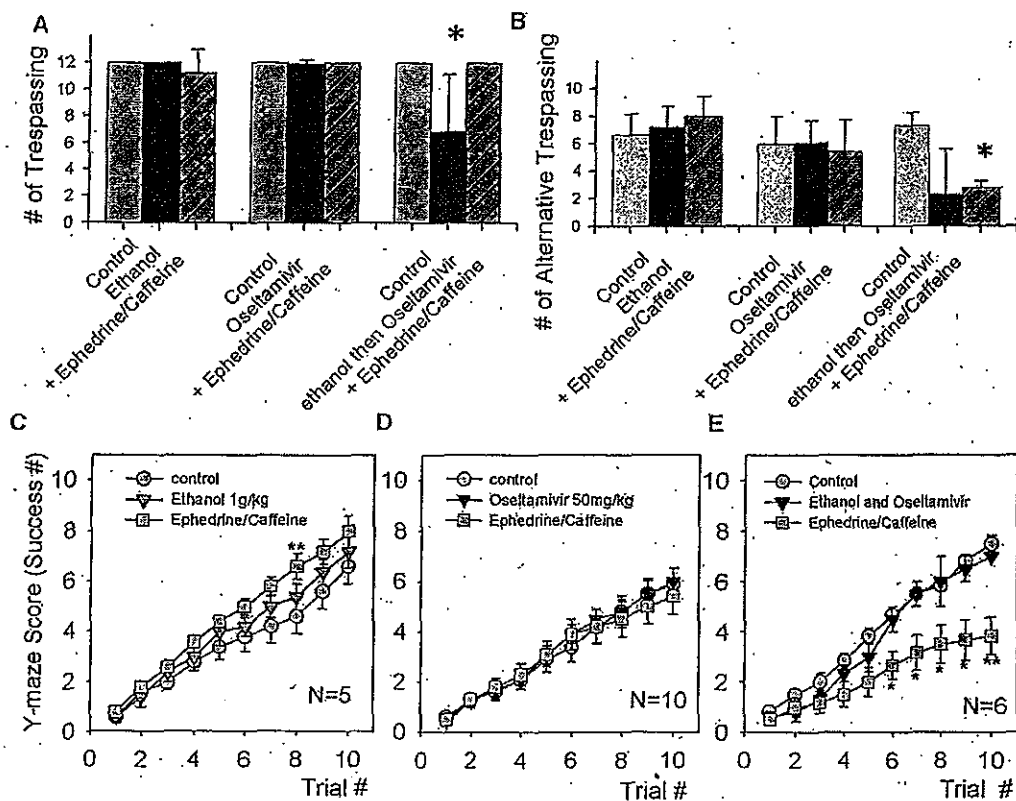 A
# of Trespassing
12
10
8
6
4
2
0
*
Control
Ethanol
+ Ephedrine/Caffeine
Control
Oseltamivir
+ Ephedrine/Caffeine
Control
ethanol then Oseltamivir
+ Ephedrine/Caffeine
B
# of Alternative Trespassing
10
8
6
4
2
0
*
Control
Ethanol
+ Ephedrine/Caffeine
Control
Oseltamivir
+ Ephedrine/Caffeine
Control
ethanol then Oseltamivir
+ Ephedrine/Caffeine
C
Y-maze Score (Success #)
10
8
6
4
2
0
control
Ethanol 1g/kg
Ephedrine/Caffeine
**
N=5
0 2 4 6 8 10
Trial #
D
10
8
6
4
2
0
control
Oseltamivir 50mg/kg
Ephedrine/Caffeine
N=10
0 2 4 6 8 10
Trial #
E
10
8
6
4
2
0
Control
Ethanol and Oseltamivir
Ephedrine/Caffeine
* * * * **
N=6
0 2 4 6 8 10
Trial #